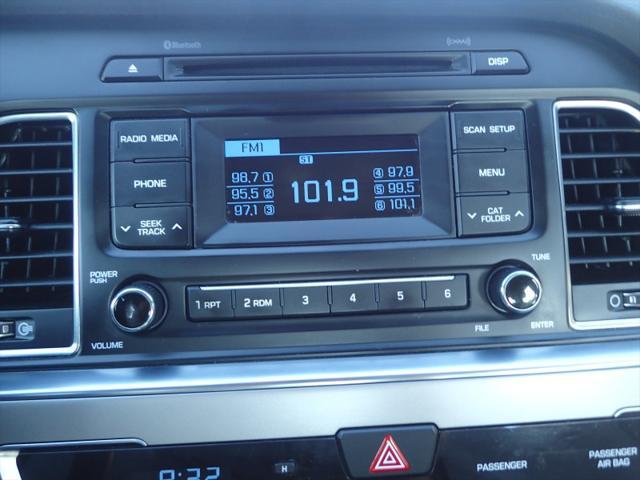 Bluetooth
DISP
RADIO MEDIA
PHONE
SEEK
TRACK
FM1
ST
98.7 1
95.5 2
97.1 3
101.9
4 97.9
5 99.5
6 101.1
SCAN SETUP
MENU
CAT
FOLDER
POWER
PUSH
VOLUME
1 RPT 2 RDM 3 4 5 6
TUNE
FILE
ENTER
H
PASSENGER
PASSENGER
AIR BAG